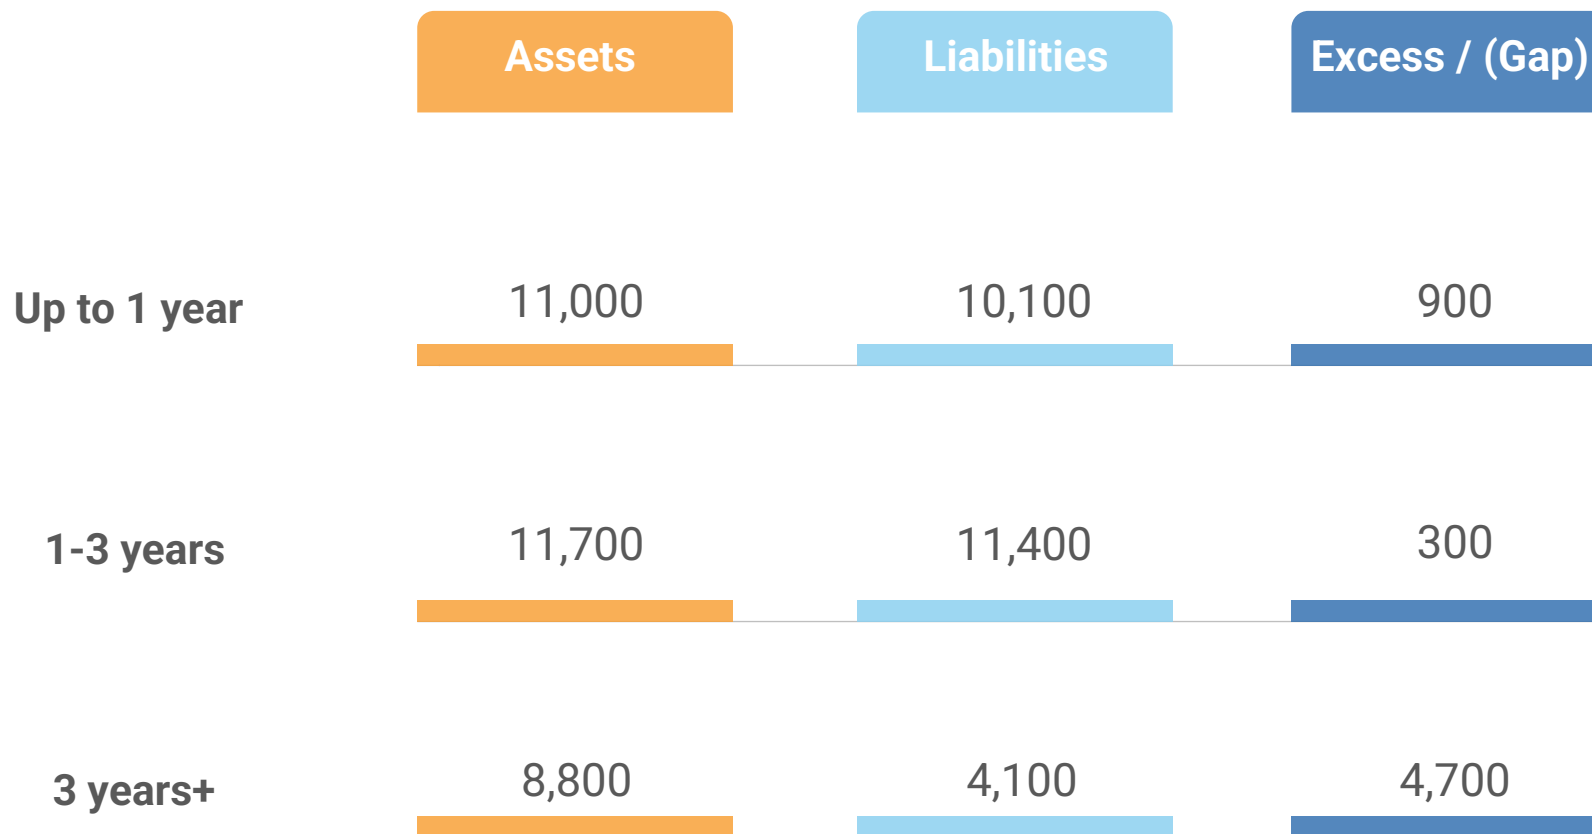 Assets Liabilities Excess / (Gap)
Up to 1 year 11,000 10,100 900
1-3 years 11,700 11,400 300
3 years+ 8,800 4,100 4,700